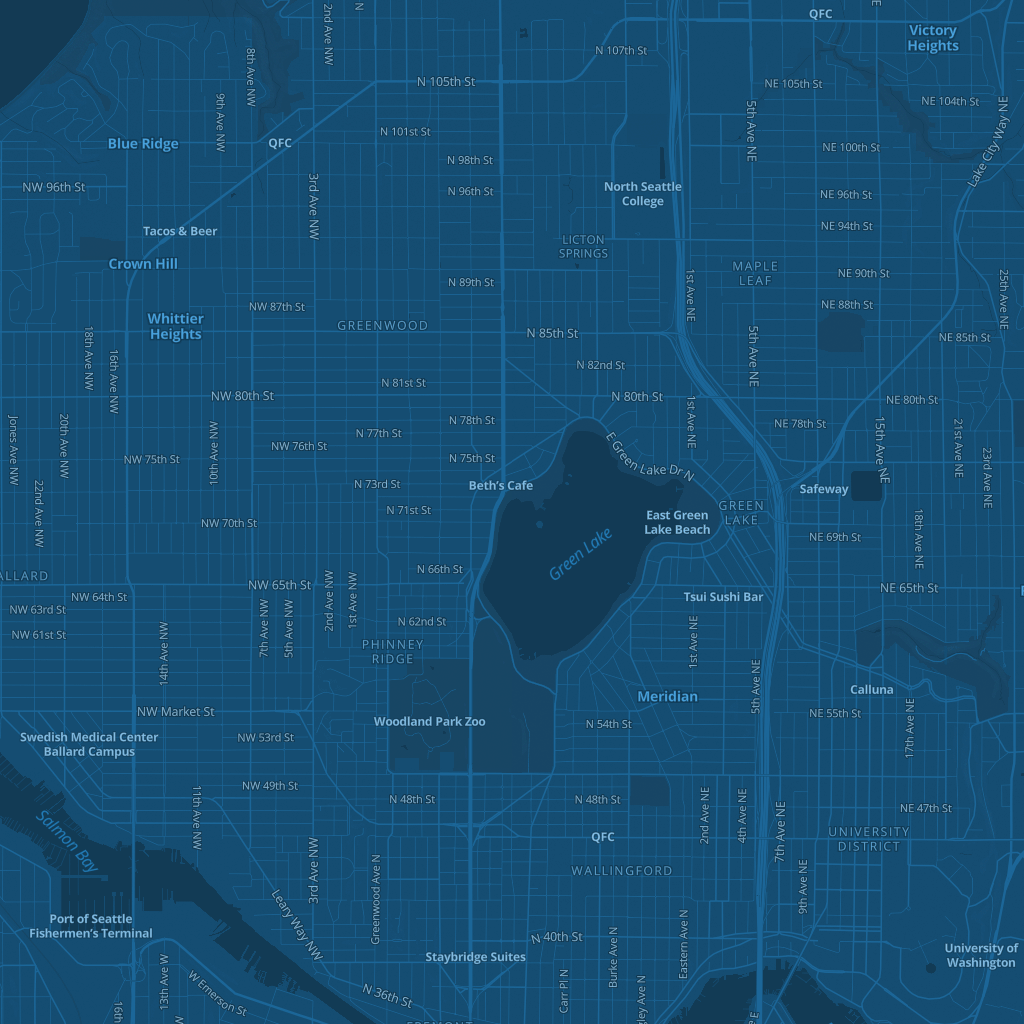 QFC
Victory
Heights
2nd Ave NW
N
E
N 107th St
8th Ave NW
N 105th St
NE 105th St
9th Ave NW
NE 104th St
Lake City Way NE
N 101st St
5th Ave NE
Blue Ridge
QFC
NE 100th St
N 98th St
NW 96th St
3rd Ave NW
N 96th St
North Seattle
College
NE 96th St
Tacos & Beer
NE 94th St
LICTON
SPRINGS
Crown Hill
MAPLE
LEAF
NE 90th St
N 89th St
1st Ave NE
25th Ave NE
NW 87th St
NE 88th St
Whittier
Heights
GREENWOOD
N 85th St
NE 85th St
18th Ave NW
16th Ave NW
5th Ave NE
N 82nd St
N 81st St
NW 80th St
N 80th St
NE 80th St
1st Ave NE
Jones Ave NW
20th Ave NW
10th Ave NW
N 78th St
NE 78th St
N 77th St
NW 76th St
E Green Lake Dr N
15th Ave NE
21st Ave NE
23rd Ave NE
NW 75th St
N 75th St
22nd Ave NW
N 73rd St
Beth's Cafe
Safeway
N 71st St
GREEN
LAKE
East Green
Lake Beach
NW 70th St
18th Ave NE
NE 69th St
Green Lake
ALLARD
N 66th St
NW 65th St
NE 65th St
2nd Ave NW
1st Ave NW
NW 64th St
Tsui Sushi Bar
NW 63rd St
7th Ave NW
5th Ave NW
N 62nd St
NW 61st St
14th Ave NW
1st Ave NE
PHINNEY
RIDGE
5th Ave NE
Meridian
Calluna
NW Market St
Woodland Park Zoo
N 54th St
NE 55th St
17th Ave NE
Swedish Medical Center
Ballard Campus
NW 53rd St
NW 49th St
N 48th St
N 48th St
11th Ave NW
2nd Ave NE
4th Ave NE
7th Ave NE
NE 47th St
Salmon Bay
QFC
UNIVERSITY
DISTRICT
3rd Ave NW
WALLINGFORD
9th Ave NE
Greenwood Ave N
Leary Way NW
Port of Seattle
Fishermen's Terminal
N 40th St
Burke Ave N
Eastern Ave N
Staybridge Suites
University of
Washington
13th Ave W
W Emerson St
N 36th St
Carr Pl N
16th
W
FREMONT
ley Ave N
E